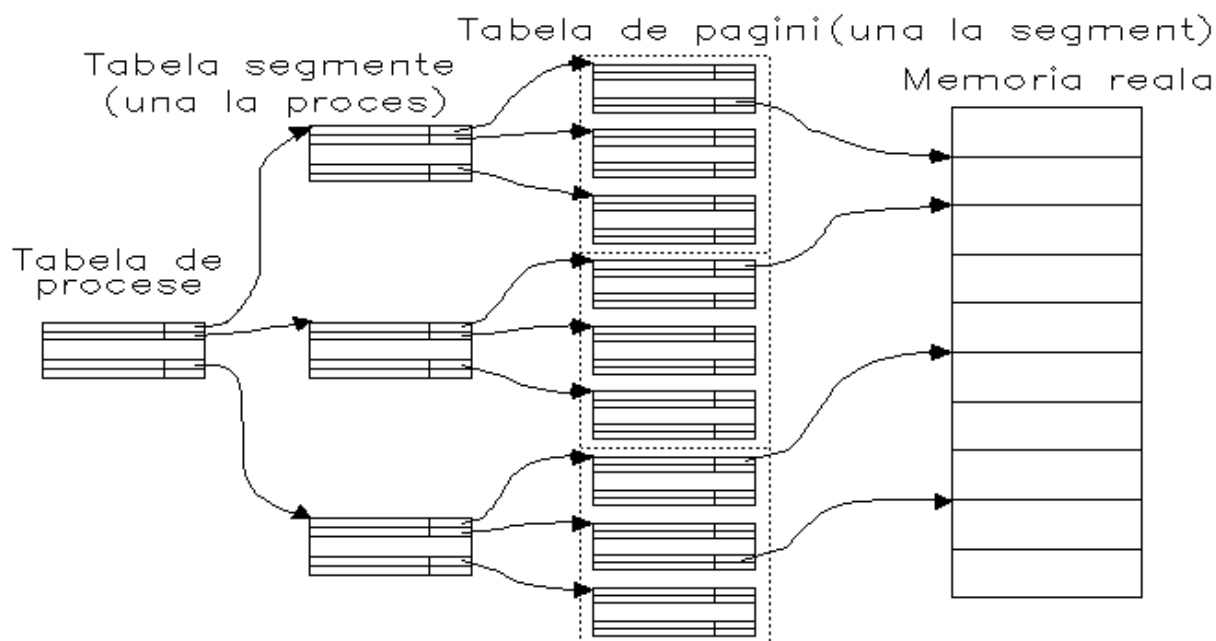 Tabela de pagini(una la segment)
Tabela segmente
(una la proces)
Memoria reala
Tabela de
procese